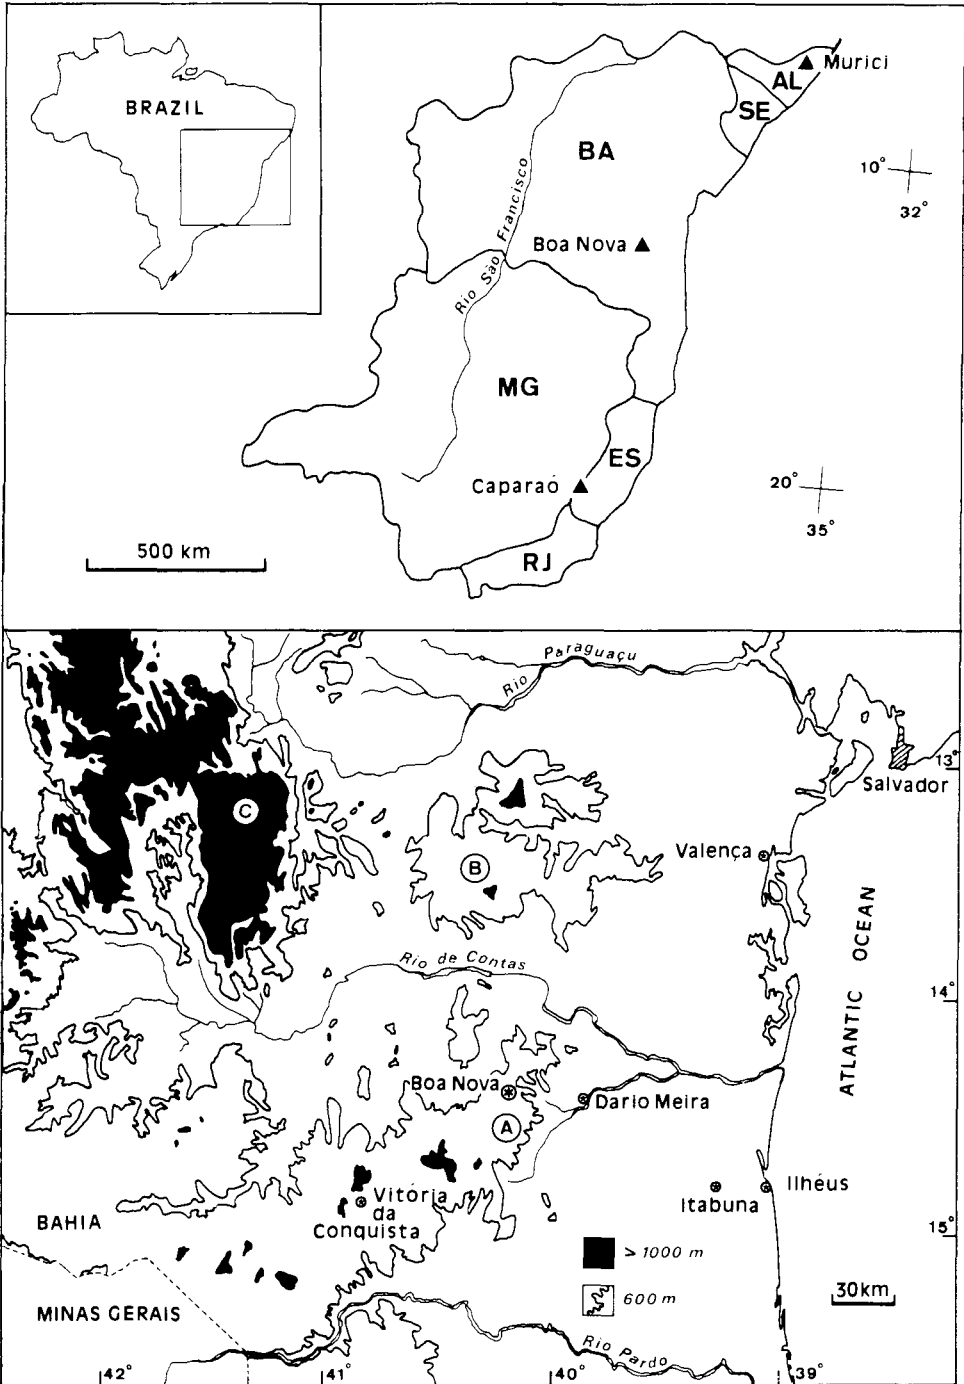 BRAZIL
Murici
AL
SE
BA
10°
32°
Rio São Francisco
Boa Nova
MG
ES
Caparaó
20°
35°
500 km
RJ
Rio Paraguaçu
13°
Salvador
C
B
Valença
ATLANTIC OCEAN
Rio de Contas
14°
Boa Nova
Dario Meira
A
Vitória
da
Conquista
Itabuna
Ilhéus
BAHIA
15°
> 1000 m
600 m
30km
MINAS GERAIS
Rio Pardo
42°
41°
40°
39°